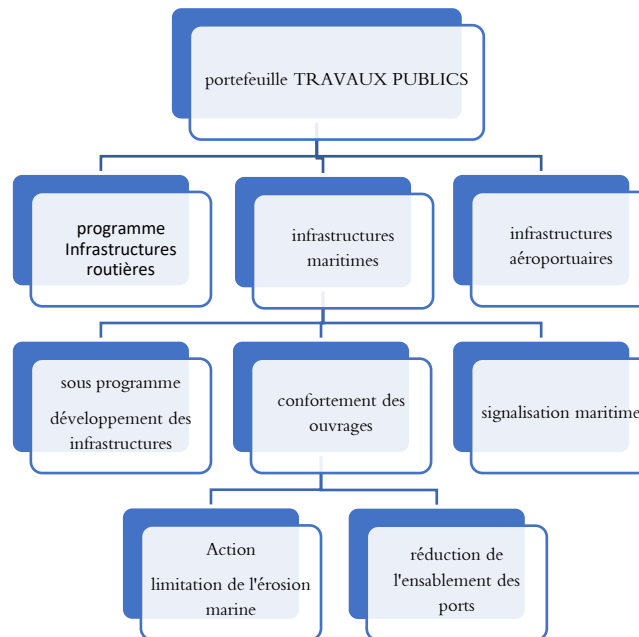 portefeuille TRAVAUX PUBLICS
programme
Infrastructures
routières
infrastructures
maritimes
infrastructures
aéroportuaires
sous programme
développement des
infrastructures
confortement des
ouvrages
signalisation maritime
Action
limitation de l'érosion
marine
réduction de
l'ensablement des
ports